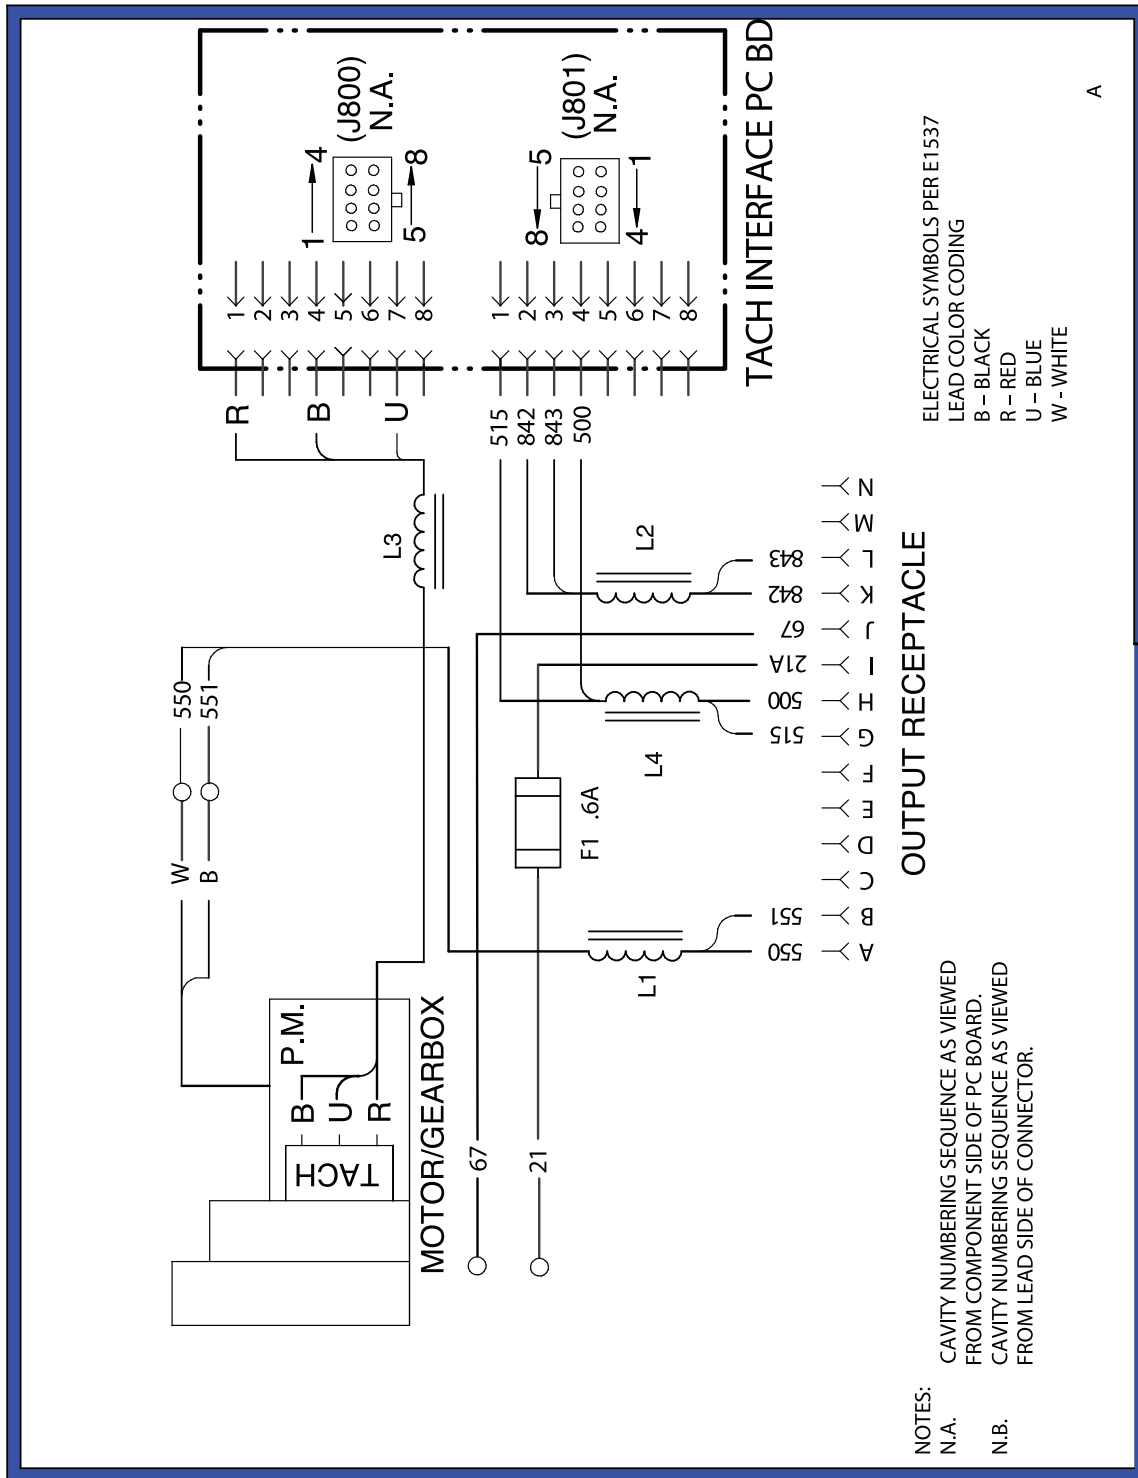 TACH INTERFACE PC BD
(J800)
N.A.
1 4
5 8
(J801)
N.A.
8 5
4 1
1
2
3
4
5
6
7
8
1
2
3
4
5
6
7
8
R
B
U
515
842
843
500
L3
550
551
W
B
P.M.
B
U
R
TACH
MOTOR/GEARBOX
67
21
F1 .6A
L1
L4
L2
550
551
515
500
21A
67
842
843
A
B
C
D
E
F
G
H
I
J
K
L
M
N
OUTPUT RECEPTACLE
ELECTRICAL SYMBOLS PER E1537
LEAD COLOR CODING
B – BLACK
R – RED
U – BLUE
W - WHITE
A
NOTES:
N.A. CAVITY NUMBERING SEQUENCE AS VIEWED
FROM COMPONENT SIDE OF PC BOARD.
N.B. CAVITY NUMBERING SEQUENCE AS VIEWED
FROM LEAD SIDE OF CONNECTOR.